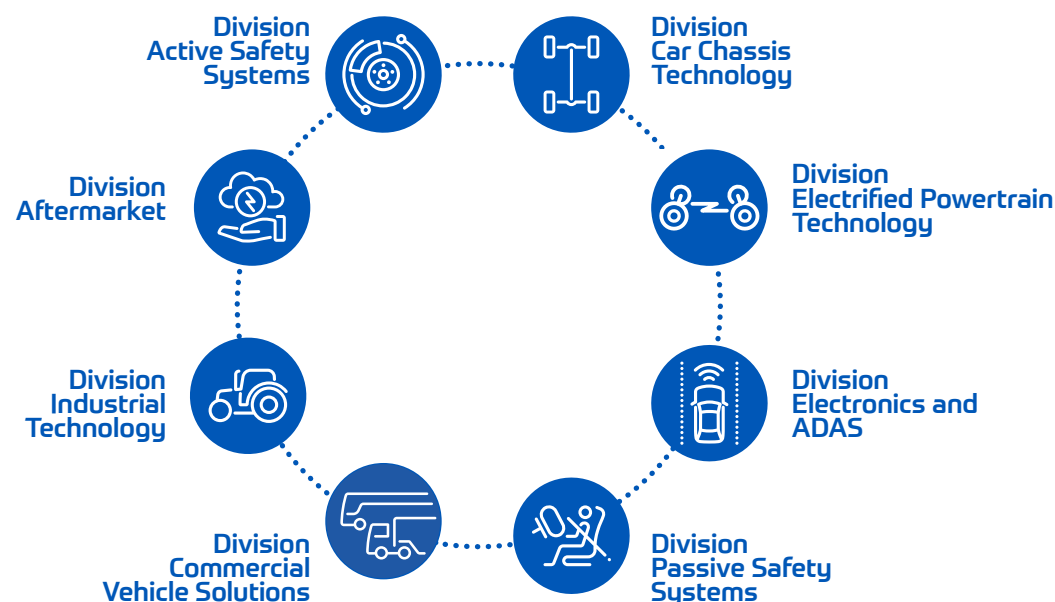 Division
Active Safety
Systems
Division
Car Chassis
Technology
Division
Aftermarket
Division
Electrified Powertrain
Technology
Division
Industrial
Technology
Division
Electronics and
ADAS
Division
Commercial
Vehicle Solutions
Division
Passive Safety
Systems